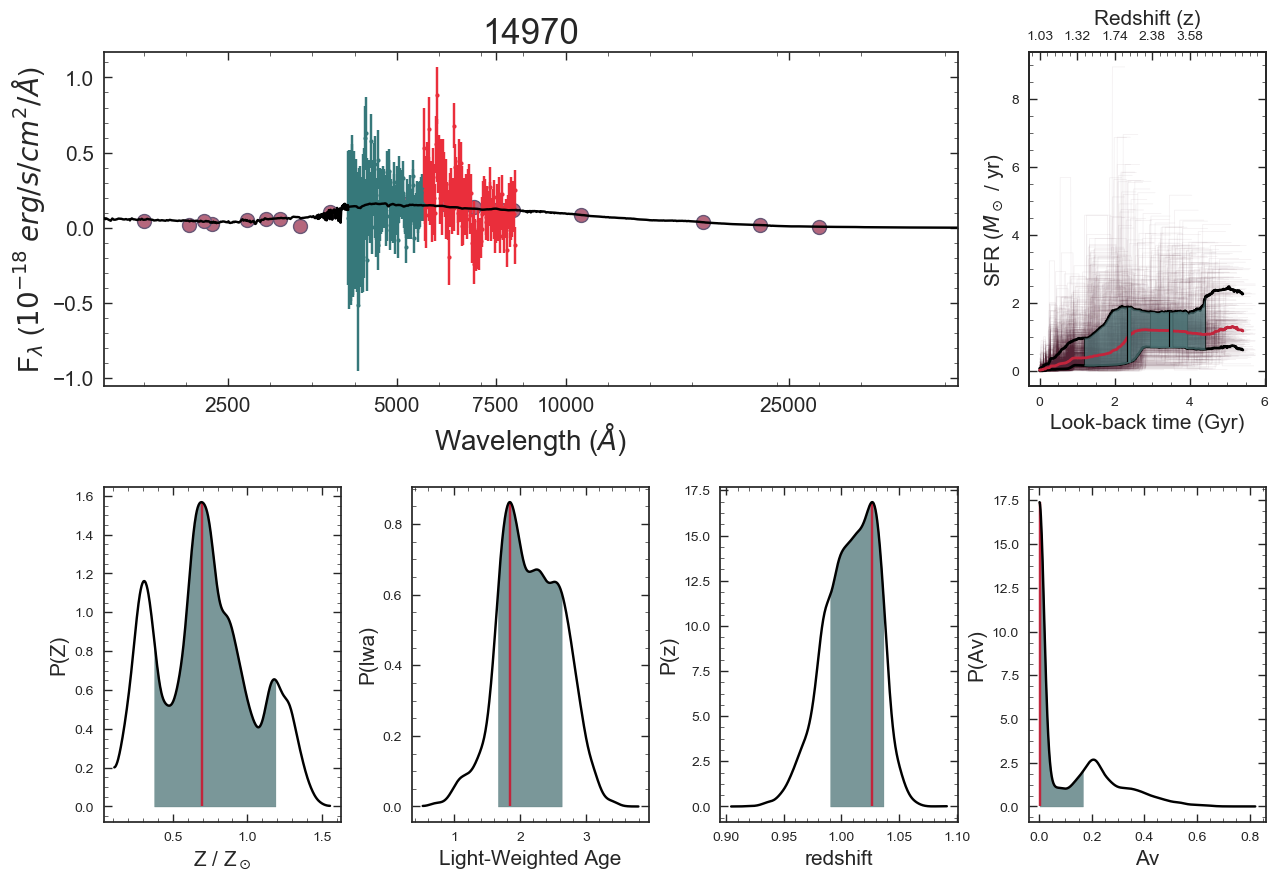 14970
F_λ (10^−18 erg/s/cm^2/Å)
1.0
0.5
0.0
−0.5
−1.0
2500 5000 7500 10000 25000
Wavelength (Å)
Redshift (z)
1.03 1.32 1.74 2.38 3.58
SFR (M_⊙ / yr)
8
6
4
2
0
0 2 4 6
Look-back time (Gyr)
P(Z)
1.6
1.4
1.2
1.0
0.8
0.6
0.4
0.2
0.0
0.5 1.0 1.5
Z / Z_⊙
P(lwa)
0.8
0.6
0.4
0.2
0.0
1 2 3
Light-Weighted Age
P(z)
17.5
15.0
12.5
10.0
7.5
5.0
2.5
0.0
0.90 0.95 1.00 1.05 1.10
redshift
P(Av)
17.5
15.0
12.5
10.0
7.5
5.0
2.5
0.0
0.0 0.2 0.4 0.6 0.8
Av